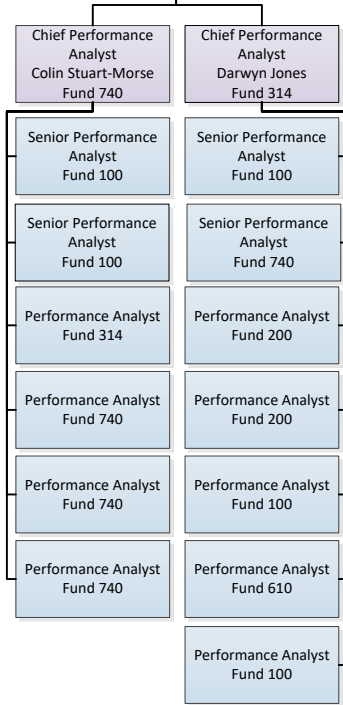 Chief Performance
Analyst
Colin Stuart-Morse
Fund 740
Senior Performance
Analyst
Fund 100
Senior Performance
Analyst
Fund 100
Performance Analyst
Fund 314
Performance Analyst
Fund 740
Performance Analyst
Fund 740
Performance Analyst
Fund 740
Chief Performance
Analyst
Darwyn Jones
Fund 314
Senior Performance
Analyst
Fund 100
Senior Performance
Analyst
Fund 740
Performance Analyst
Fund 200
Performance Analyst
Fund 200
Performance Analyst
Fund 100
Performance Analyst
Fund 610
Performance Analyst
Fund 100